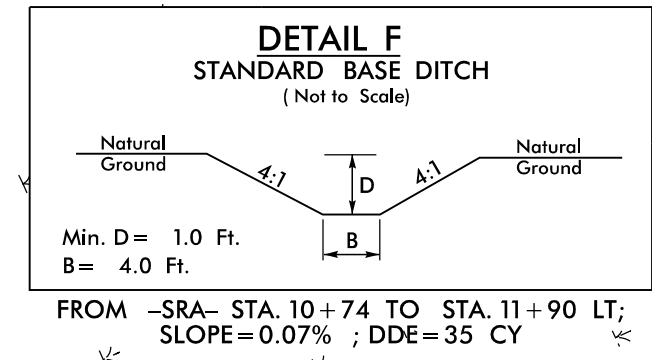 DETAIL F
STANDARD BASE DITCH
( Not to Scale)
Natural
Ground
4:1
D
4:1
Natural
Ground
B
Min. D = 1.0 Ft.
B= 4.0 Ft.
FROM -SRA- STA. 10+74 TO STA. 11+90 LT;
SLOPE=0.07% ; DDE=35 CY